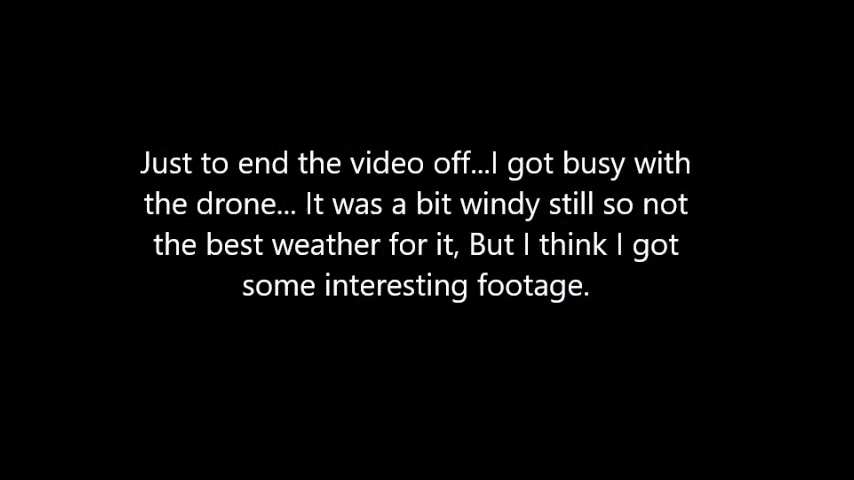 Just to end the video off...I got busy with
the drone... It was a bit windy still so not
the best weather for it, But I think I got
some interesting footage.